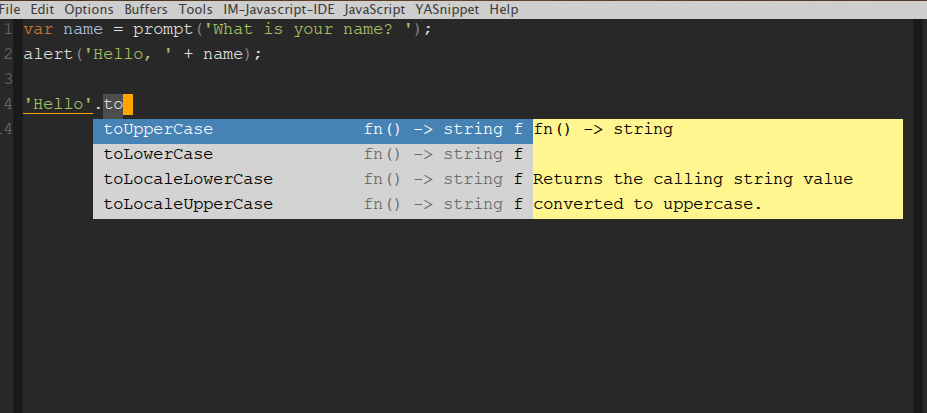 File Edit Options Buffers Tools IM-Javascript-IDE JavaScript YASnippet Help
1 var name = prompt('What is your name? ');
2 alert('Hello, ' + name);
3
4 'Hello'.to
14 toUpperCase fn() -> string f fn() -> string
toLowerCase fn() -> string f
toLocaleLowerCase fn() -> string f Returns the calling string value
toLocaleUpperCase fn() -> string f converted to uppercase.